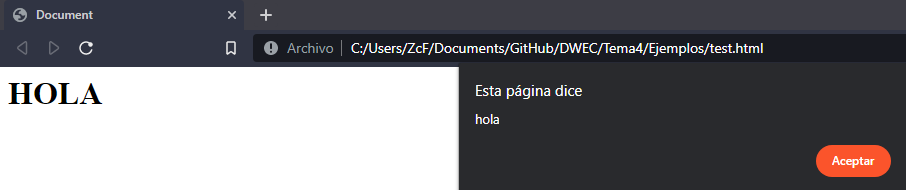 Document
Archivo C:/Users/ZcF/Documents/GitHub/DWEC/Tema4/Ejemplos/test.html
HOLA
Esta página dice
hola
Aceptar